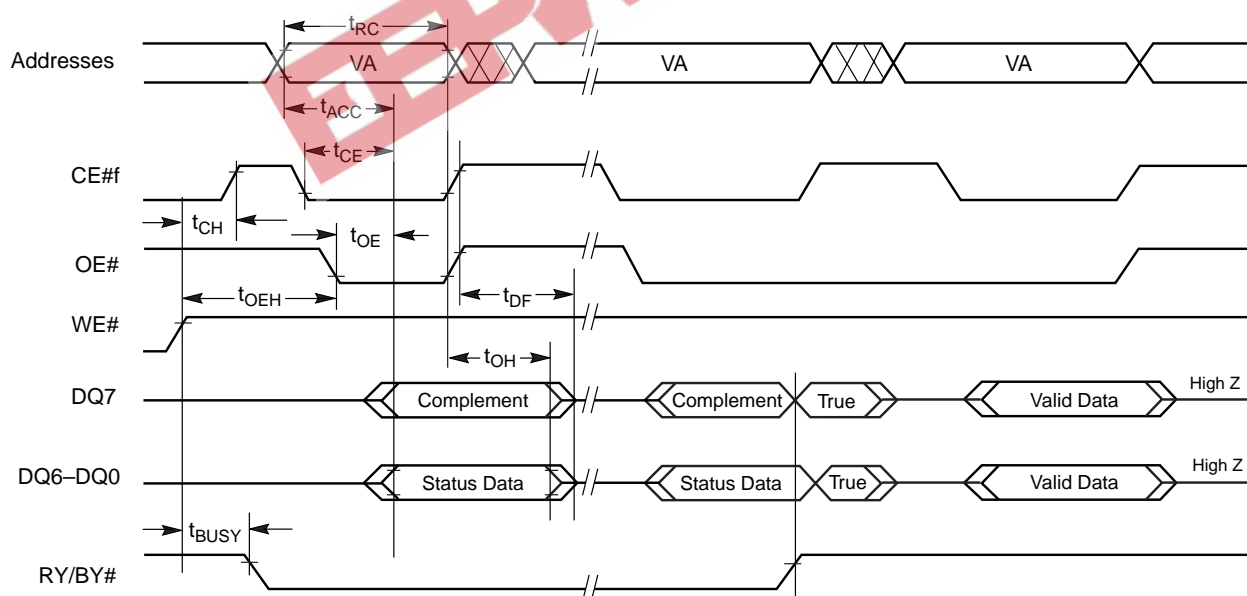 tRC
Addresses VA VA VA
tACC
tCE
CE#f
tCH tOE
OE#
tOEH tDF
WE#
tOH
DQ7 Complement Complement True Valid Data High Z
DQ6–DQ0 Status Data Status Data True Valid Data High Z
tBUSY
RY/BY#